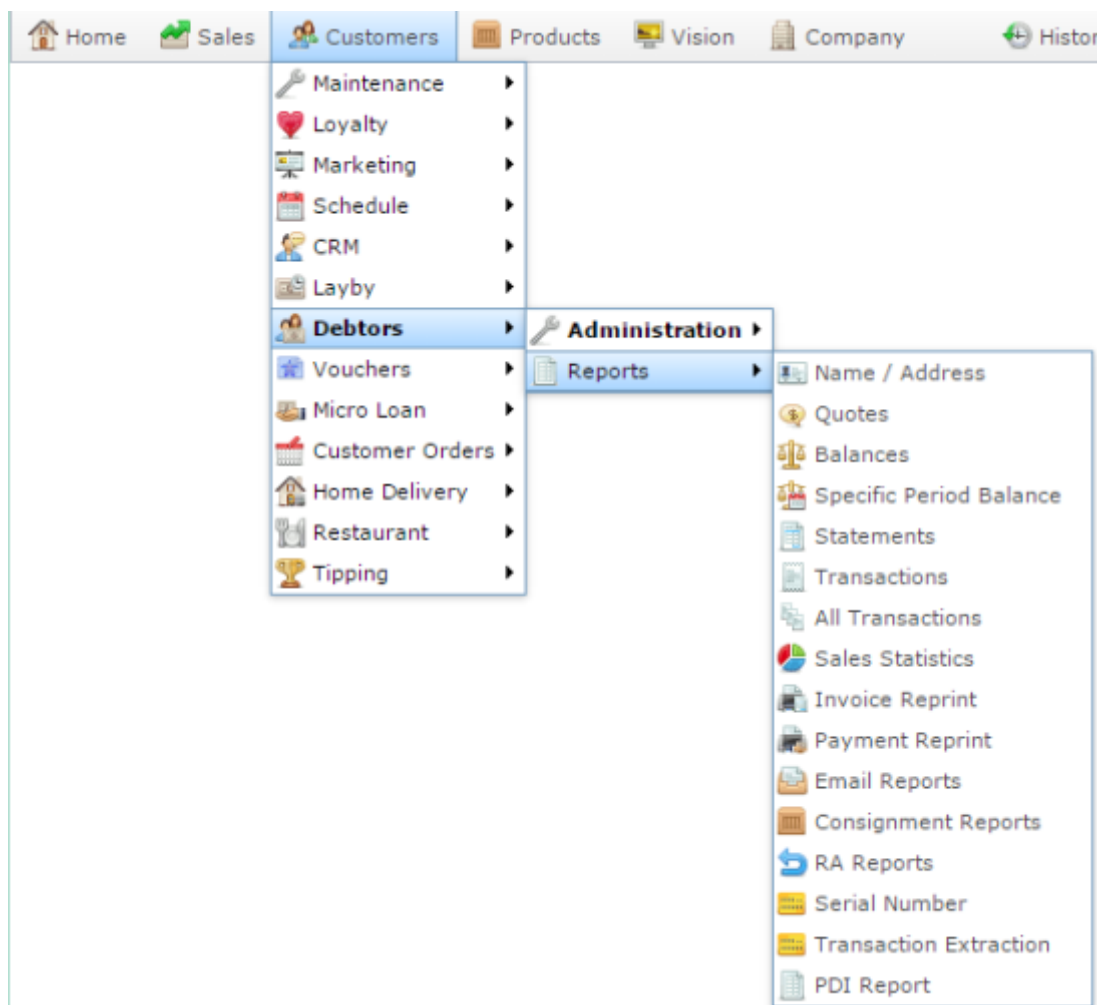 Home Sales Customers Products Vision Company Histor
Maintenance
Loyalty
Marketing
Schedule
CRM
Layby
Debtors
Vouchers
Micro Loan
Customer Orders
Home Delivery
Restaurant
Tipping
Administration
Reports
Name / Address
Quotes
Balances
Specific Period Balance
Statements
Transactions
All Transactions
Sales Statistics
Invoice Reprint
Payment Reprint
Email Reports
Consignment Reports
RA Reports
Serial Number
Transaction Extraction
PDI Report